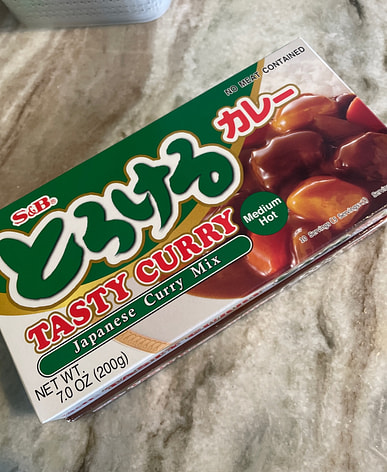 NO MEAT CONTAINED
S&B®
とろける
カレー
TASTY CURRY
Medium
Hot
Japanese Curry Mix
NET WT.
7.0 OZ (200g)